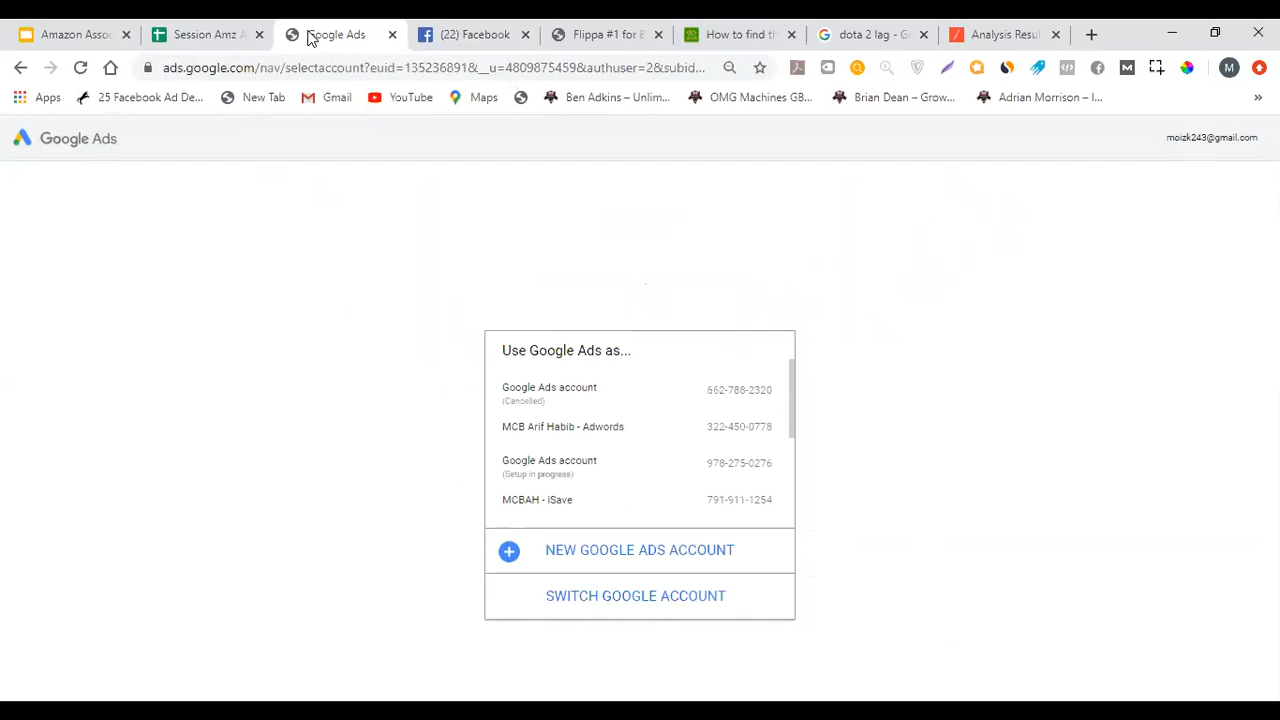 Amazon Assoc
Session Amz A
Google Ads
(22) Facebook
Flippa #1 for E
How to find th
dota 2 lag - G
Analysis Resul
ads.google.com/nav/selectaccount?euid=135236891&__u=4809875459&authuser=2&subid...
M
M
Apps
25 Facebook Ad De...
New Tab
Gmail
YouTube
Maps
Ben Adkins – Unlim...
OMG Machines GB...
Brian Dean – Grow...
Adrian Morrison – I...
»
Google Ads
moizk243@gmail.com
Use Google Ads as...
Google Ads account 662-788-2320
(Cancelled)
MCB Arif Habib - Adwords 322-450-0778
Google Ads account 978-275-0276
(Setup in progress)
MCBAH - iSave 791-911-1254
NEW GOOGLE ADS ACCOUNT
SWITCH GOOGLE ACCOUNT